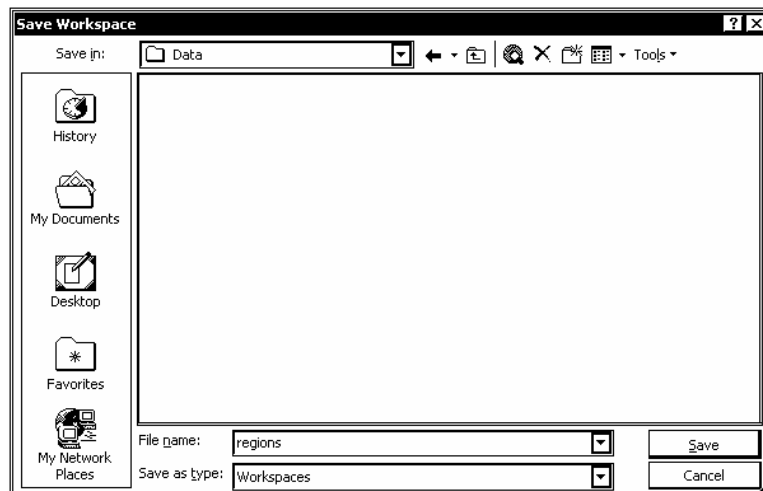 Save Workspace
Save in:
Data
Tools
History
My Documents
Desktop
Favorites
My Network
Places
File name:
regions
Save
Save as type:
Workspaces
Cancel